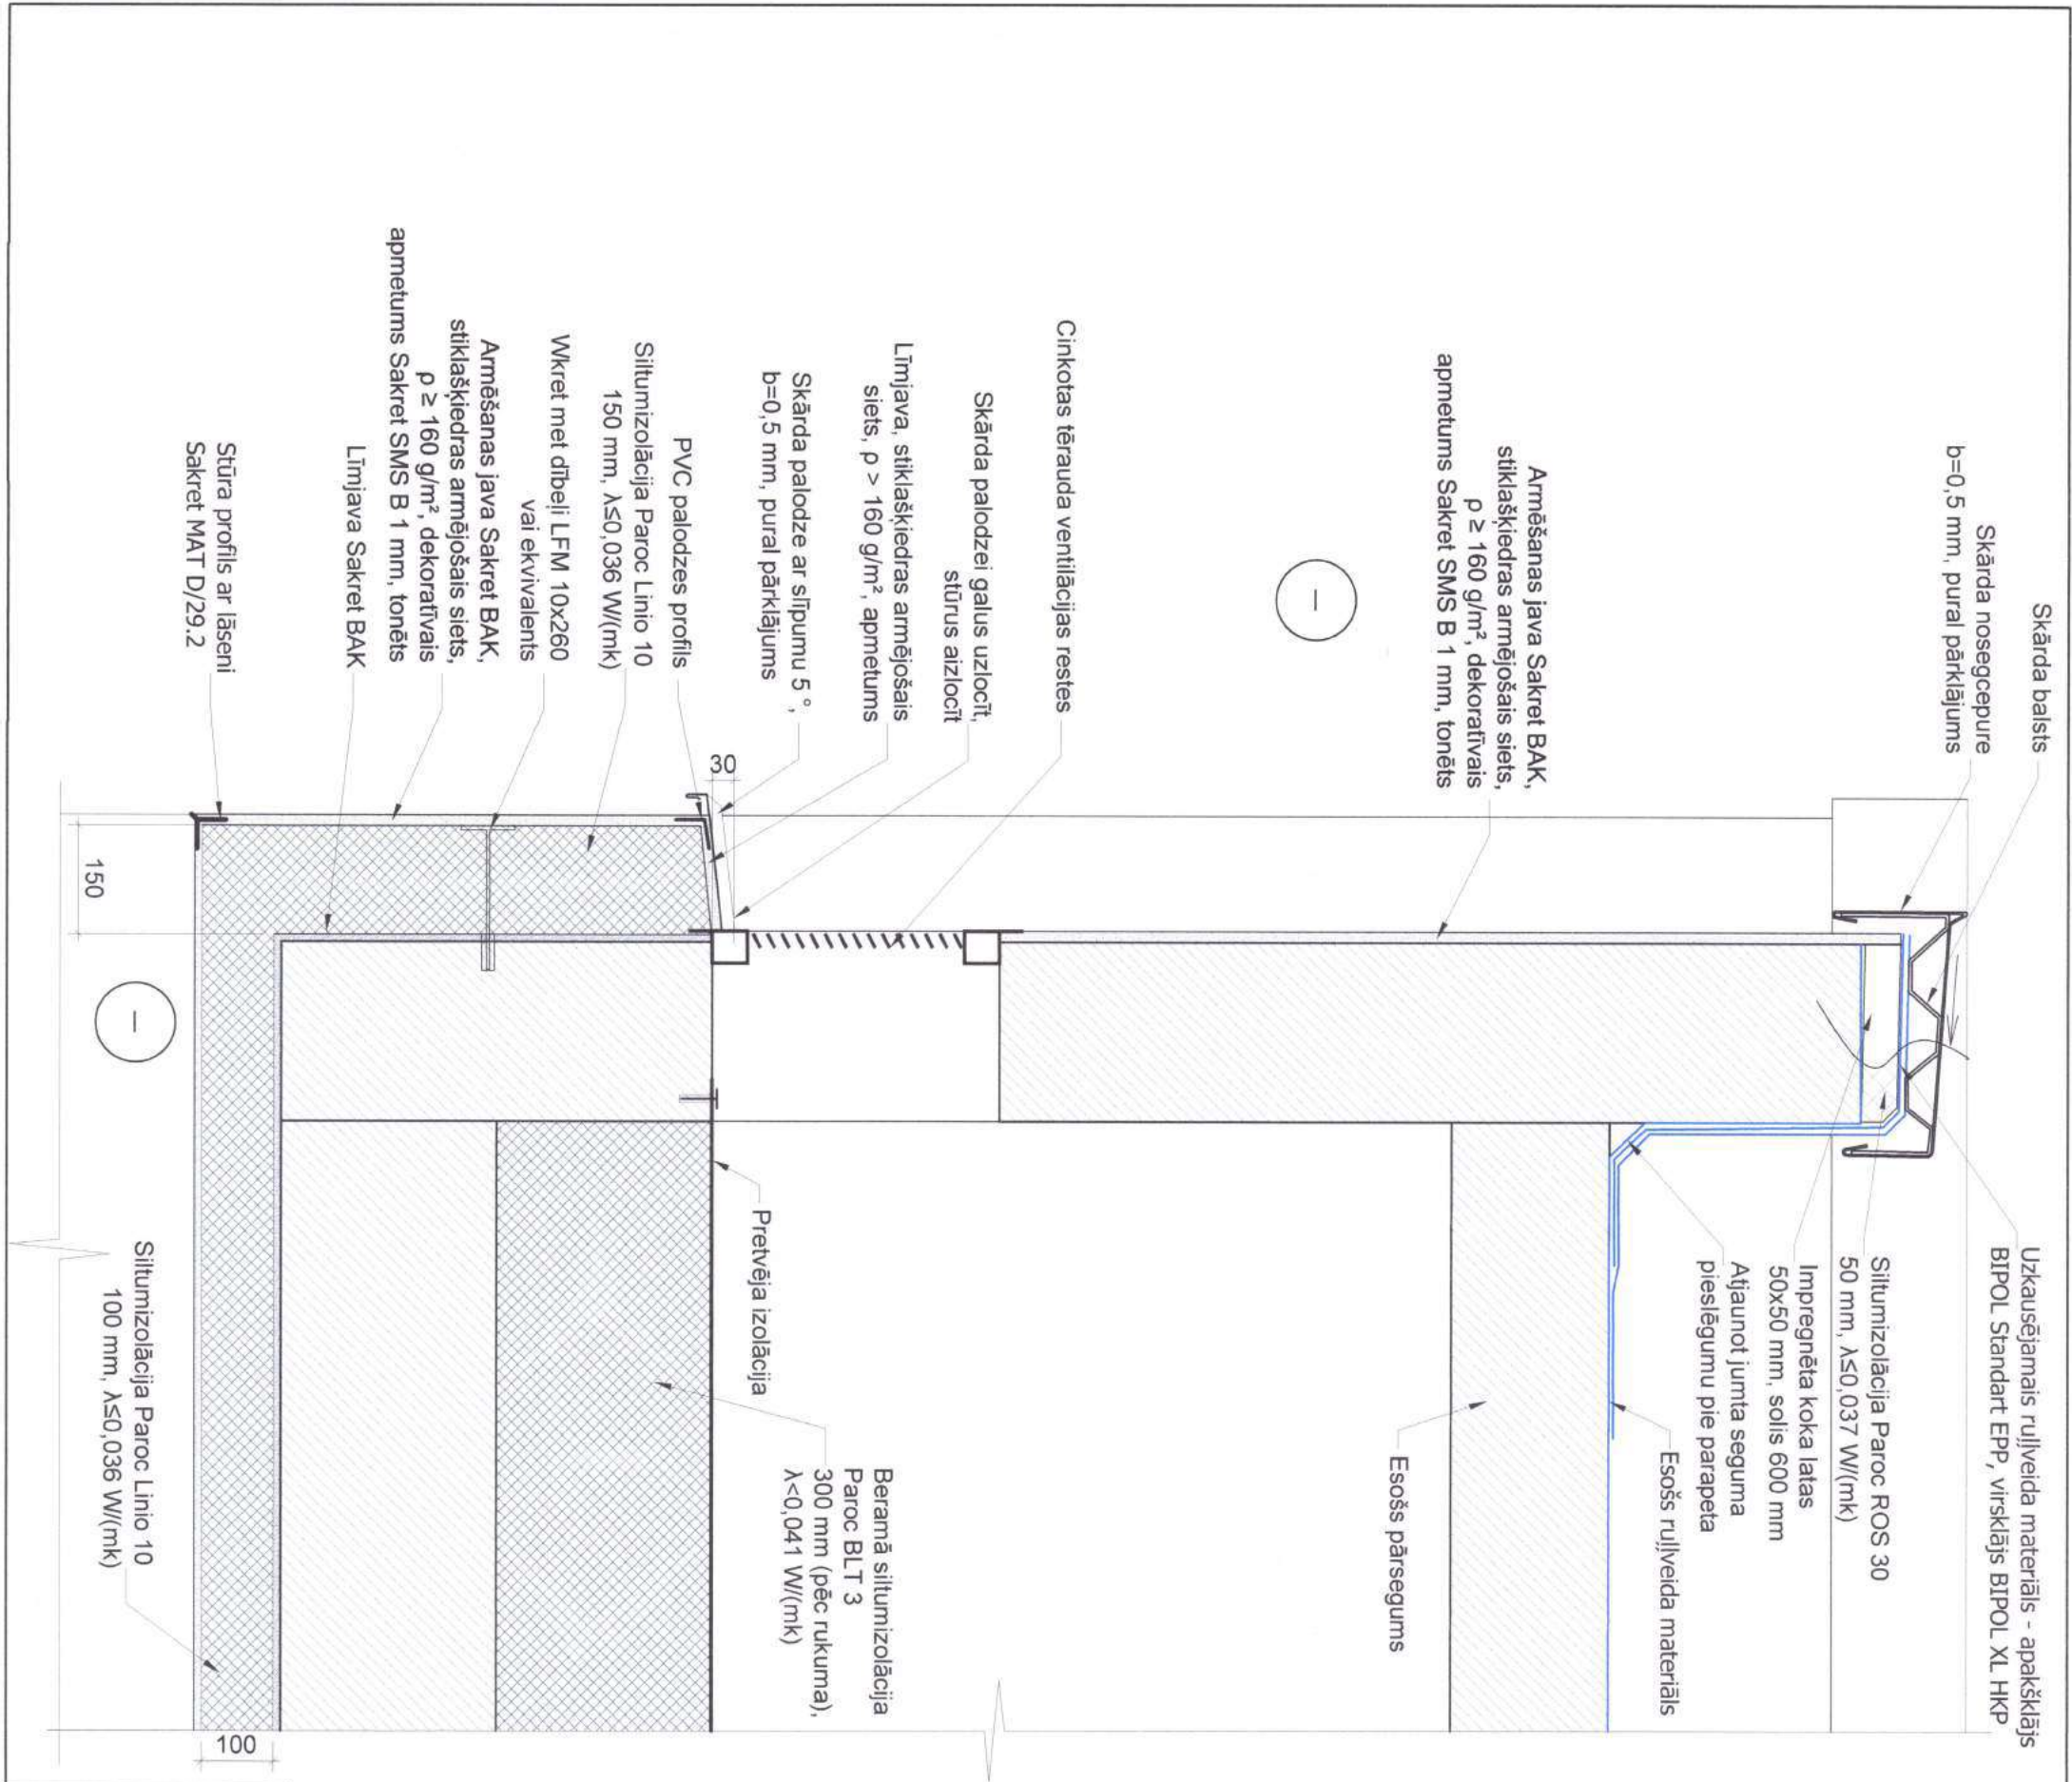 Skārda balsts
Skārda nosegcepure
b=0,5 mm, pural pārklājums
Armēšanas java Sakret BAK,
stiklašķiedras armējošais siets,
ρ ≥ 160 g/m², dekoratīvais
apmetums Sakret SMS B 1 mm, tonēts
Cinkotas tērauda ventilācijas restes
Skārda palodzei galus uzlocīt,
stūrus aizlocīt
Līmjava, stiklašķiedras armējošais
siets, ρ > 160 g/m², apmetums
Skārda palodze ar slīpumu 5 °,
b=0,5 mm, pural pārklājums
PVC palodzes profils
Siltumizolācija Paroc Linio 10
150 mm, λ≤0,036 W/(mk)
Wkret met dībeļi LFM 10x260
vai ekvivalents
Armēšanas java Sakret BAK,
stiklašķiedras armējošais siets,
ρ ≥ 160 g/m², dekoratīvais
apmetums Sakret SMS B 1 mm, tonēts
Līmjava Sakret BAK
Stūra profils ar lāseni
Sakret MAT D/29.2
30
150
–
–
Uzkausējamais ruļļveida materiāls - apakšklājs
BIPOL Standart EPP, virsklājs BIPOL XL HKP
Siltumizolācija Paroc ROS 30
50 mm, λ≤0,037 W/(mk)
Impregnēta koka latas
50x50 mm, solis 600 mm
Atjaunot jumta seguma
pieslēgumu pie parapeta
Esošs ruļļveida materiāls
Esošs pārsegums
Beramā siltumizolācija
Paroc BLT 3
300 mm (pēc rukuma),
λ<0,041 W/(mk)
Pretvēja izolācija
Siltumizolācija Paroc Linio 10
100 mm, λ≤0,036 W/(mk)
100